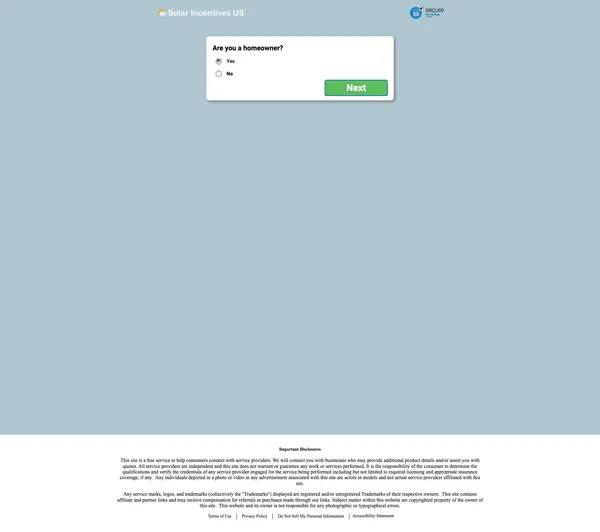 Solar Incentives US
secure
Are you a homeowner?
Yes
No
Next
Important Disclosures
This site is a free service to help consumers connect with service providers. We will connect you with businesses who may provide additional product details and/or assist you with
quotes. All service providers are independent and this site does not warrant or guarantee any work or services performed. It is the responsibility of the consumer to determine the
qualifications and verify the credentials of any service provider engaged for the service being performed including but not limited to required licensing and appropriate insurance
coverage, if any. Any individuals depicted in a photo or video in any advertisement associated with this site are actors or models and not actual service providers affiliated with this
site.
Any service marks, logos, and trademarks (collectively the "Trademarks") displayed are registered and/or unregistered Trademarks of their respective owners. This site contains
affiliate and partner links and may receive compensation for referrals or purchases made through our links. Subject matter within this website are copyrighted property of the owner of
this site. This website and its owner is not responsible for any photographic or typographical errors.
Terms of Use | Privacy Policy | Do Not Sell My Personal Information | Accessibility Statement